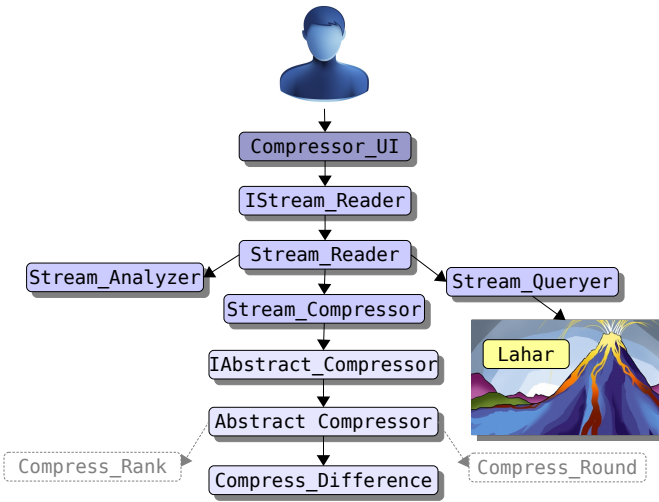 Compressor_UI
IStream_Reader
Stream_Reader
Stream_Analyzer
Stream_Queryer
Stream_Compressor
Lahar
IAbstract_Compressor
Abstract Compressor
Compress_Rank
Compress_Round
Compress_Difference